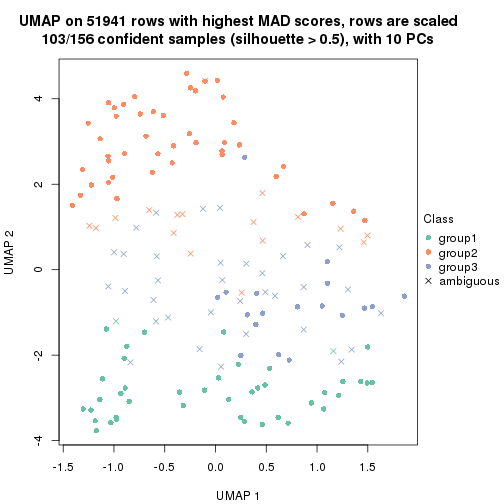 UMAP on 51941 rows with highest MAD scores, rows are scaled
103/156 confident samples (silhouette > 0.5), with 10 PCs
4
2
0
-2
-4
UMAP 2
-1.5
-1.0
-0.5
0.0
0.5
1.0
1.5
UMAP 1
Class
group1
group2
group3
ambiguous